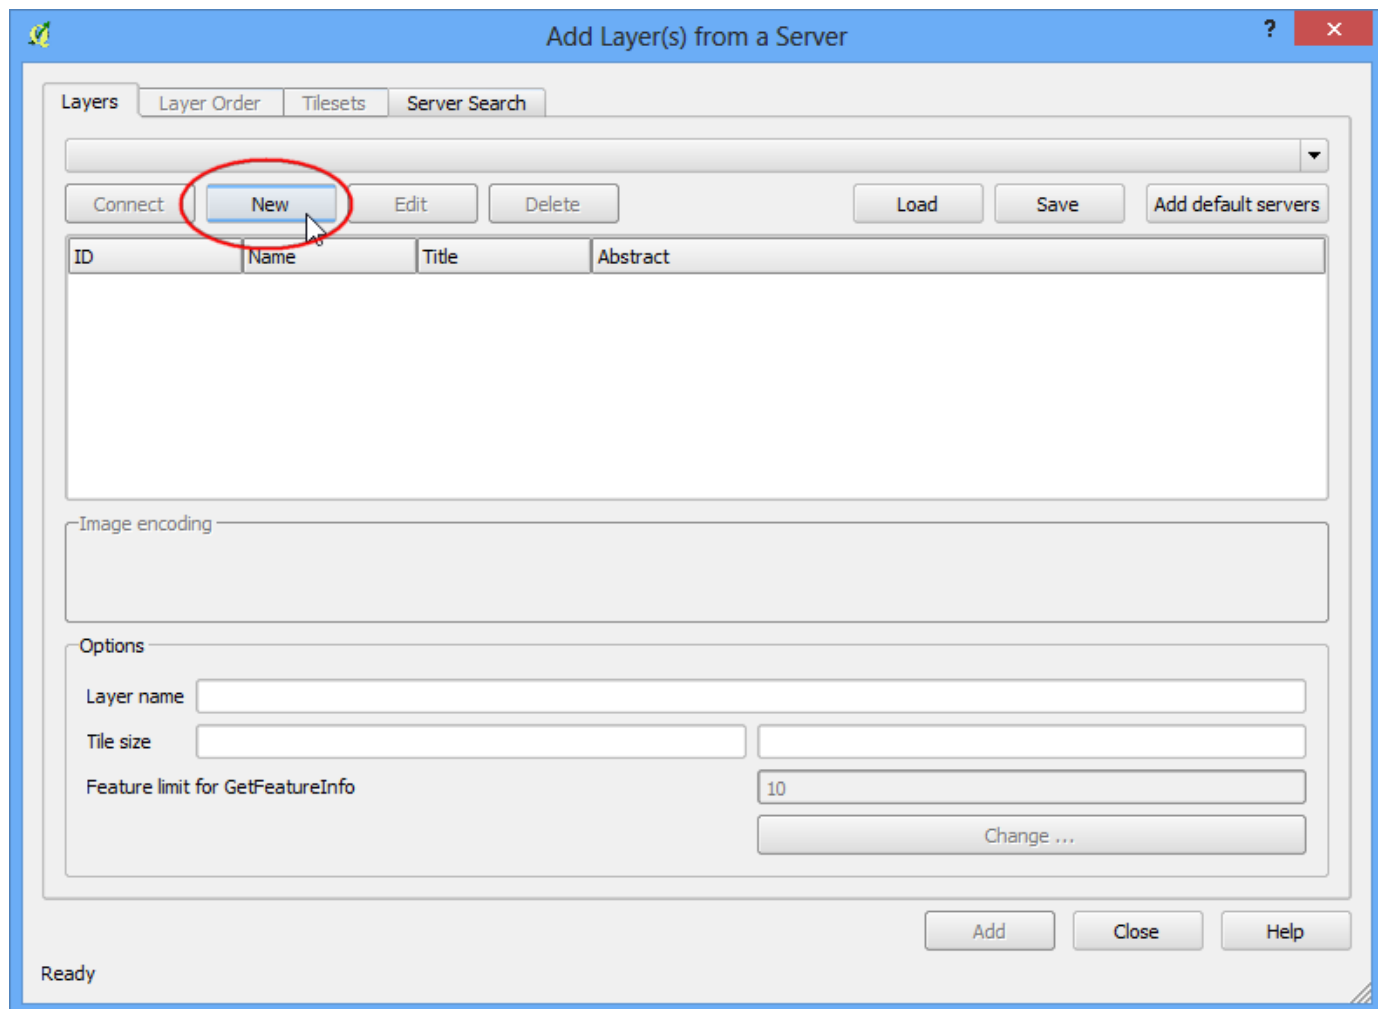 Add Layer(s) from a Server ?
Layers Layer Order Tilesets Server Search
Connect New Edit Delete Load Save Add default servers
ID Name Title Abstract
Image encoding
Options
Layer name
Tile size
Feature limit for GetFeatureInfo 10
Change ...
Add Close Help
Ready